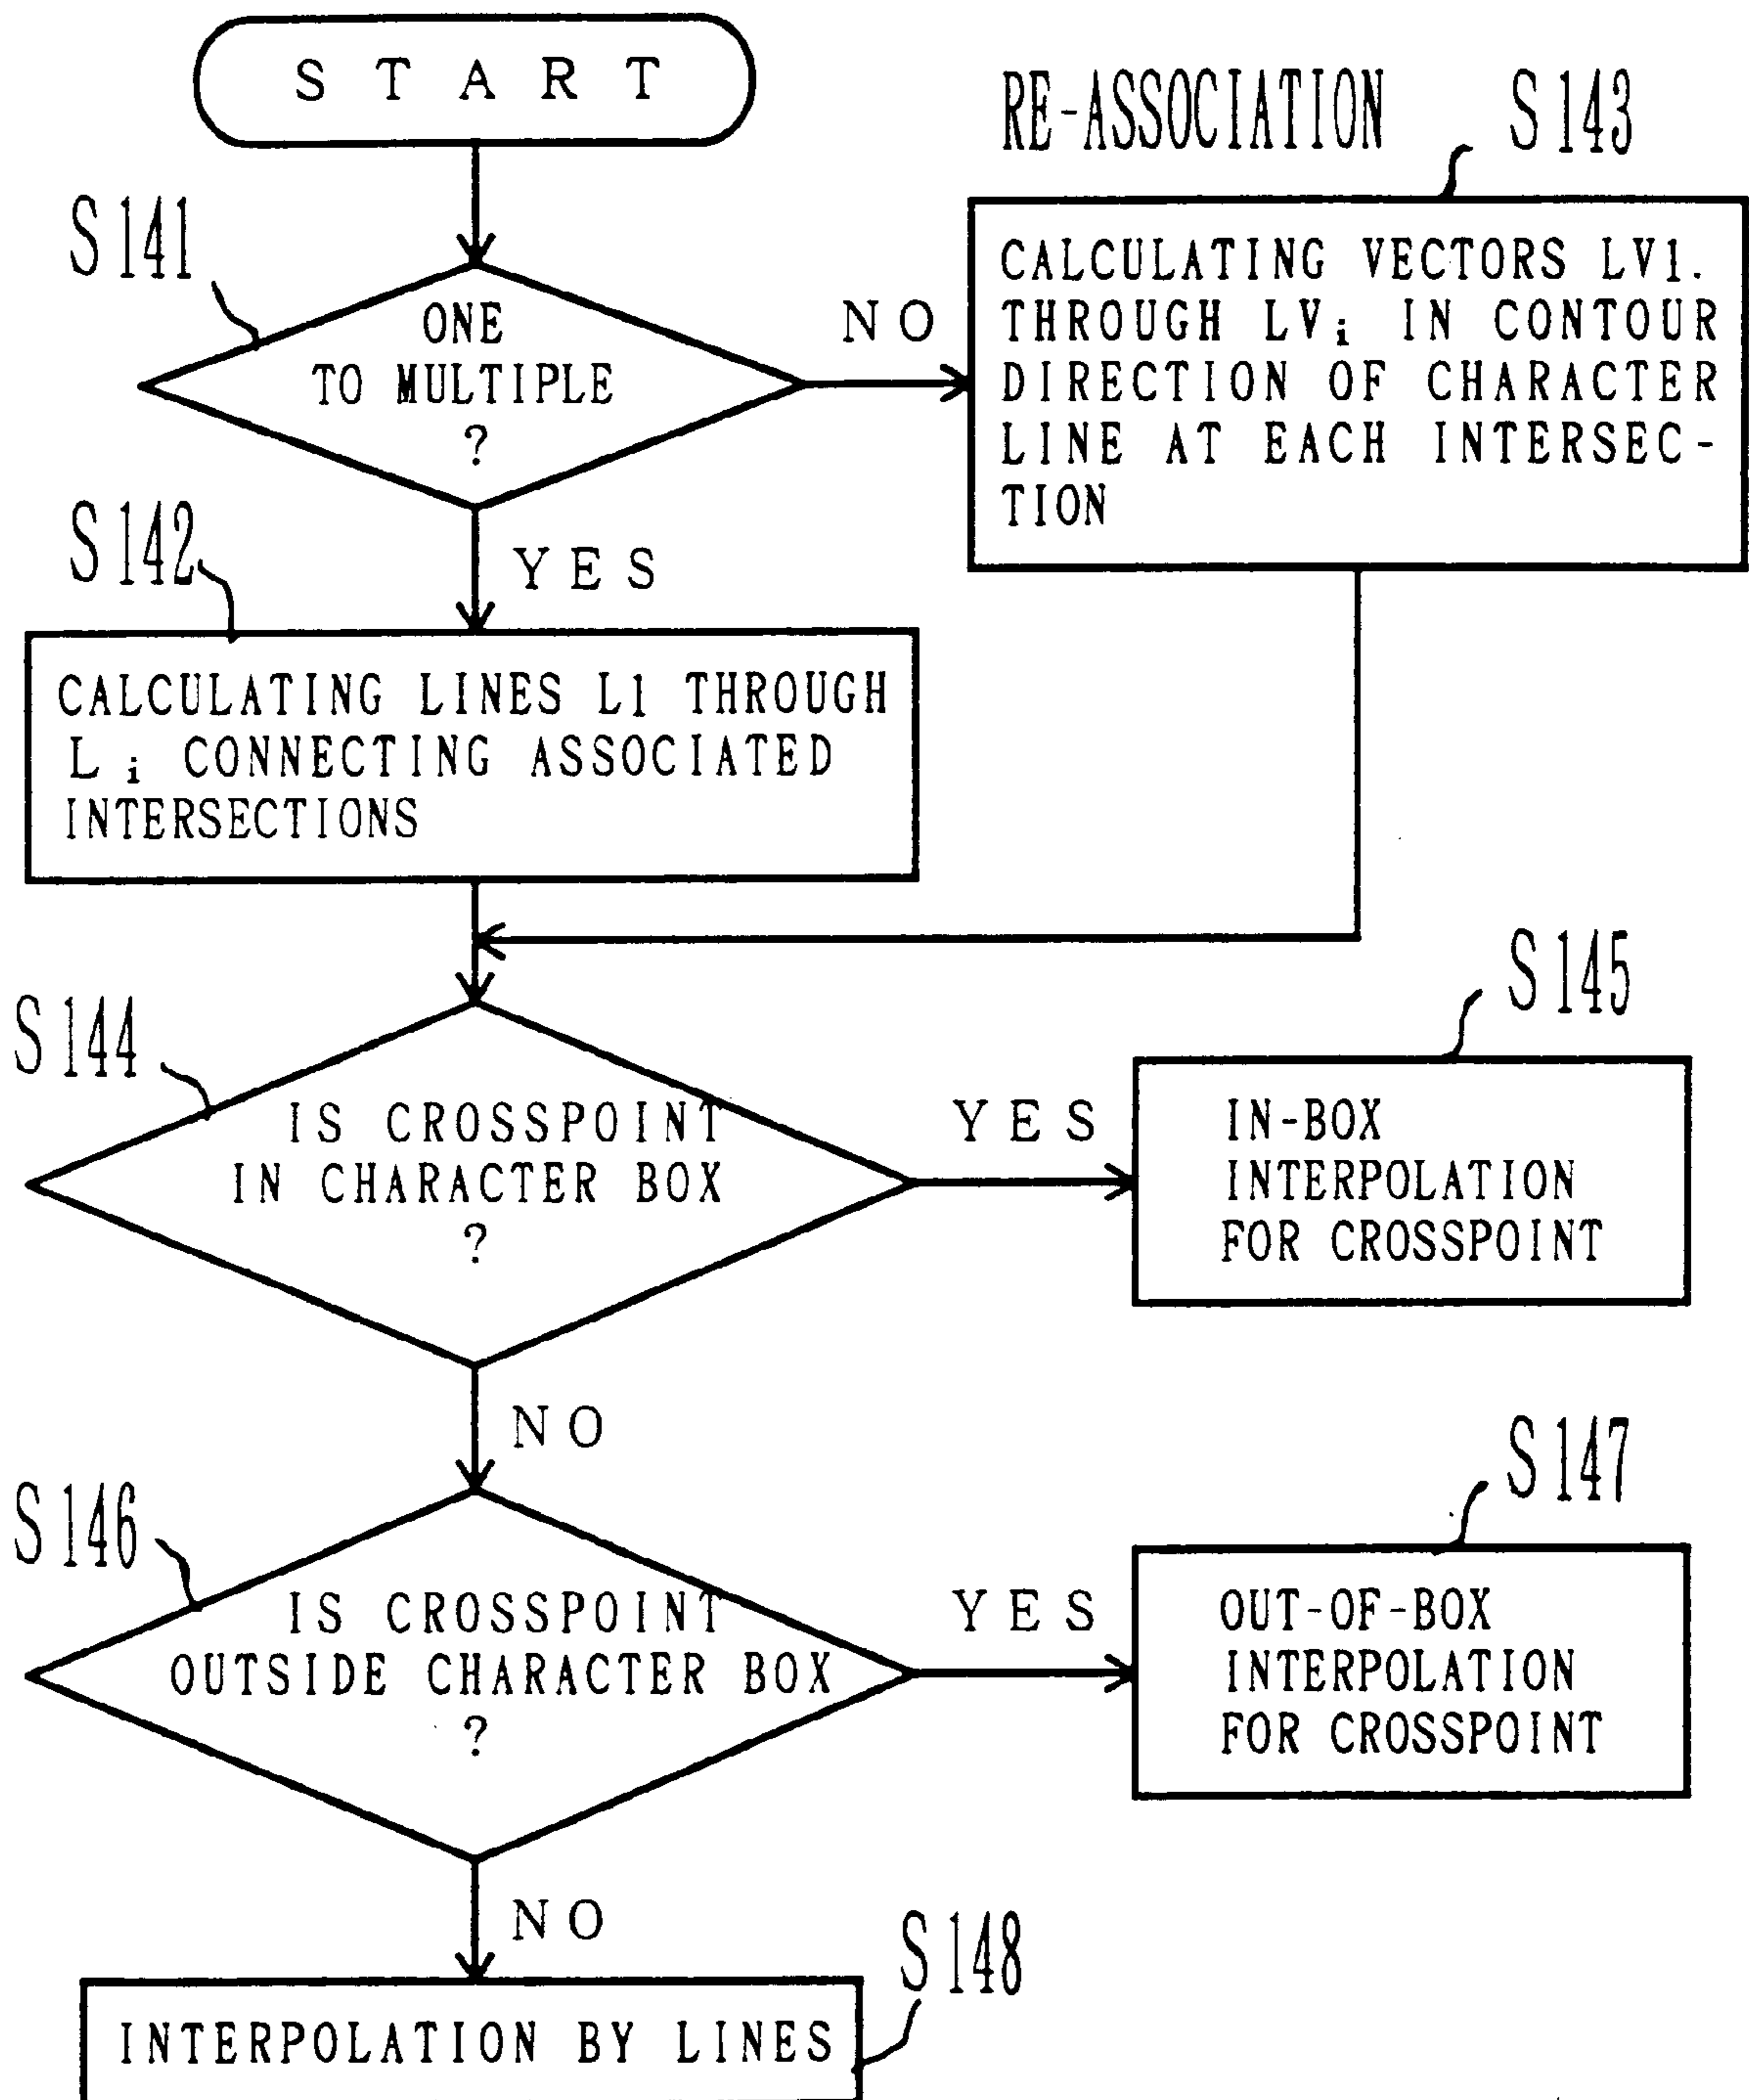 START
RE-ASSOCIATION S143
S141
CALCULATING VECTORS LV1.
THROUGH LVi IN CONTOUR
DIRECTION OF CHARACTER
LINE AT EACH INTERSEC-
TION
ONE
TO MULTIPLE
?
NO
S142
YES
CALCULATING LINES L1 THROUGH
Li CONNECTING ASSOCIATED
INTERSECTIONS
S144
IS CROSSPOINT
IN CHARACTER BOX
?
YES
S145
IN-BOX
INTERPOLATION
FOR CROSSPOINT
NO
S146
IS CROSSPOINT
OUTSIDE CHARACTER BOX
?
YES
S147
OUT-OF-BOX
INTERPOLATION
FOR CROSSPOINT
NO
S148
INTERPOLATION BY LINES